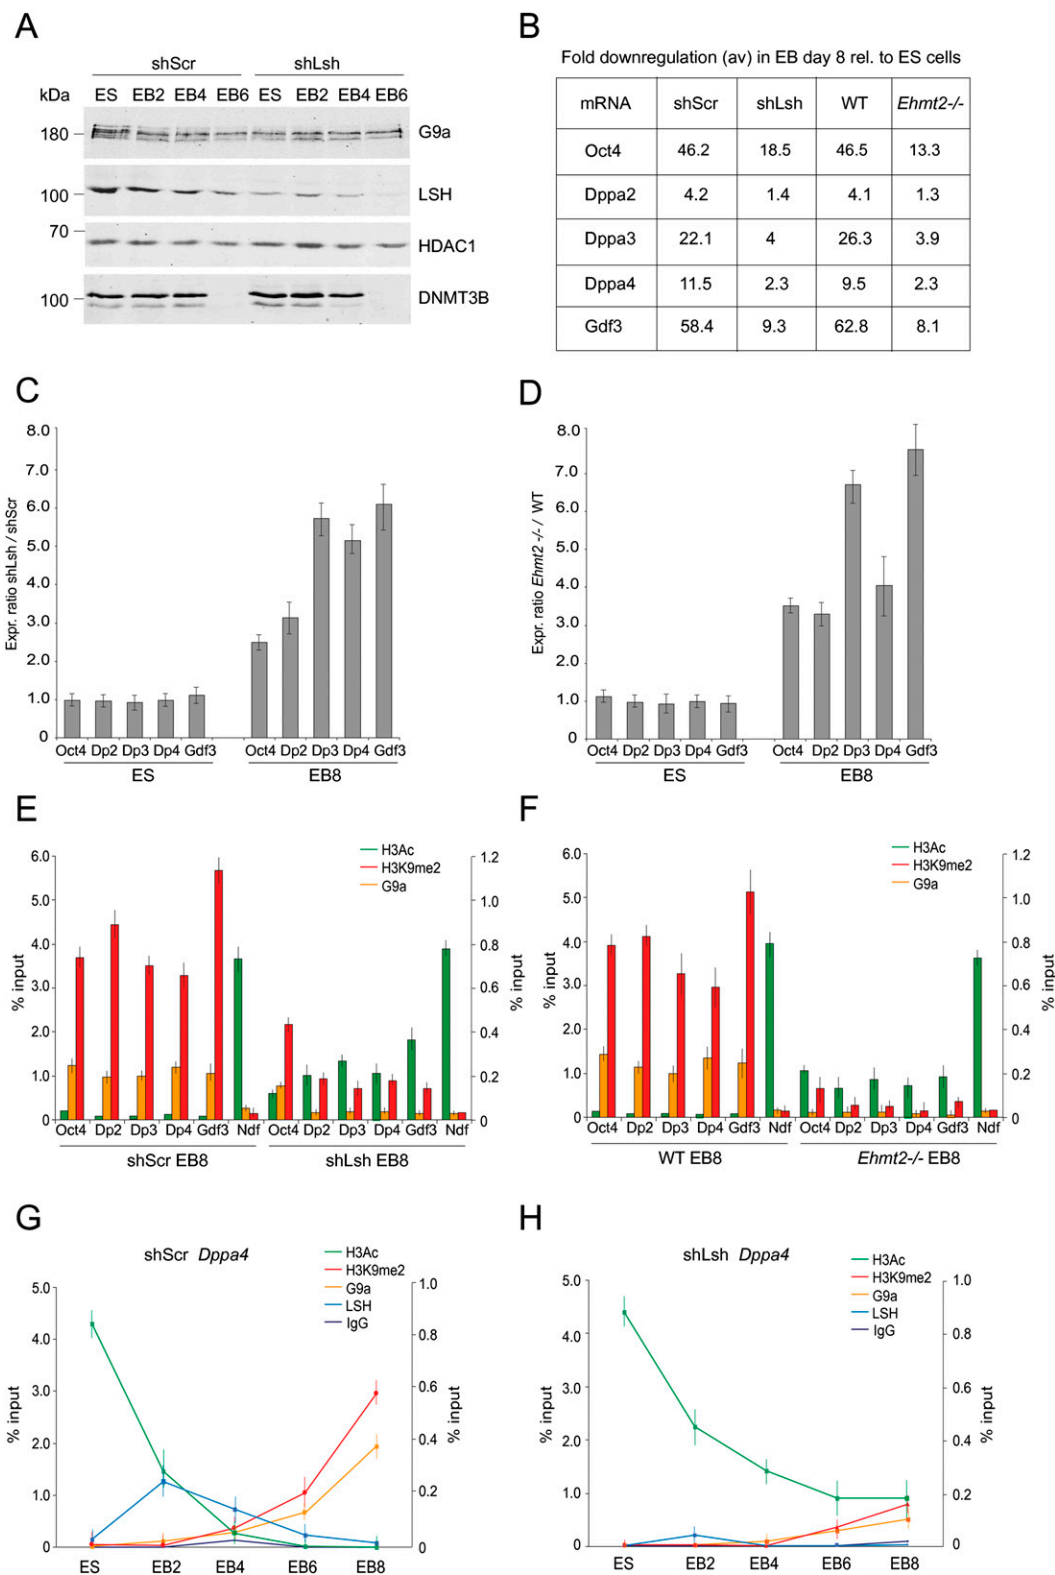 A
shScr shLsh
kDa ES EB2 EB4 EB6 ES EB2 EB4 EB6
180 G9a
100 LSH
70 HDAC1
100 DNMT3B
B
Fold downregulation (av) in EB day 8 rel. to ES cells
mRNA shScr shLsh WT Ehmt2-/-
Oct4 46.2 18.5 46.5 13.3
Dppa2 4.2 1.4 4.1 1.3
Dppa3 22.1 4 26.3 3.9
Dppa4 11.5 2.3 9.5 2.3
Gdf3 58.4 9.3 62.8 8.1
C
Expr. ratio shLsh / shScr
8.0
7.0
6.0
5.0
4.0
3.0
2.0
1.0
0
Oct4 Dp2 Dp3 Dp4 Gdf3 Oct4 Dp2 Dp3 Dp4 Gdf3
ES EB8
D
Expr. ratio Ehmt2 -/- / WT
8.0
7.0
6.0
5.0
4.0
3.0
2.0
1.0
0
Oct4 Dp2 Dp3 Dp4 Gdf3 Oct4 Dp2 Dp3 Dp4 Gdf3
ES EB8
E
H3Ac
H3K9me2
G9a
% input
6.0
5.0
4.0
3.0
2.0
1.0
0
1.2
1.0
0.8
0.6
0.4
0.2
0
% input
Oct4 Dp2 Dp3 Dp4 Gdf3 Ndf Oct4 Dp2 Dp3 Dp4 Gdf3 Ndf
shScr EB8 shLsh EB8
F
H3Ac
H3K9me2
G9a
% input
6.0
5.0
4.0
3.0
2.0
1.0
0
1.2
1.0
0.8
0.6
0.4
0.2
0
% input
Oct4 Dp2 Dp3 Dp4 Gdf3 Ndf Oct4 Dp2 Dp3 Dp4 Gdf3 Ndf
WT EB8 Ehmt2-/- EB8
G
shScr Dppa4
H3Ac
H3K9me2
G9a
LSH
IgG
% input
5.0
4.0
3.0
2.0
1.0
0
1.0
0.8
0.6
0.4
0.2
0
% input
ES EB2 EB4 EB6 EB8
H
shLsh Dppa4
H3Ac
H3K9me2
G9a
LSH
IgG
% input
5.0
4.0
3.0
2.0
1.0
0
1.0
0.8
0.6
0.4
0.2
0
% input
ES EB2 EB4 EB6 EB8